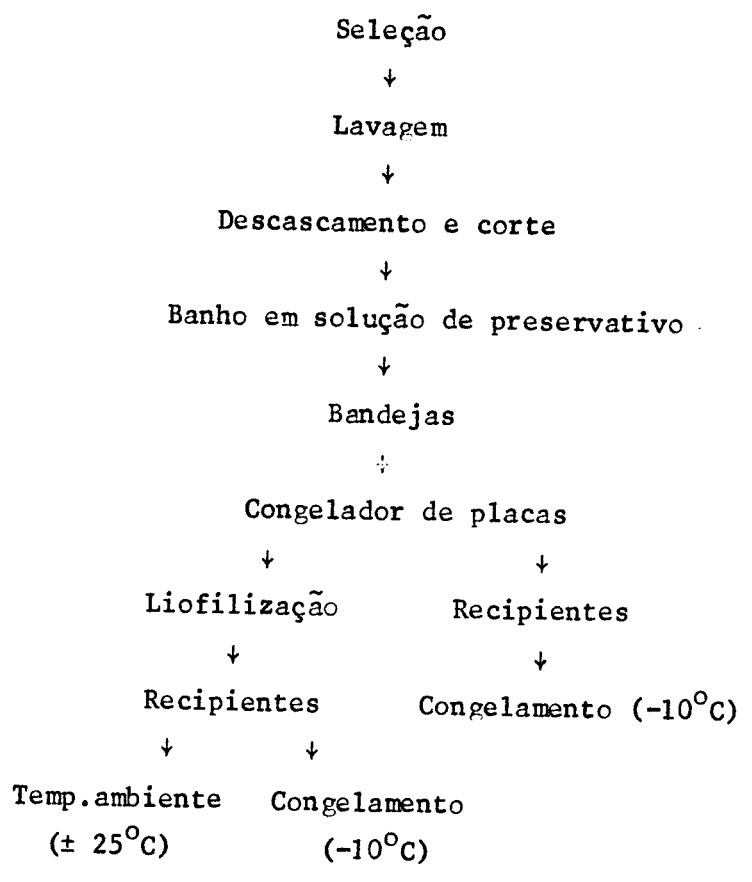 Seleção
↓
Lavagem
↓
Descascamento e corte
↓
Banho em solução de preservativo
↓
Bandejas
↓
Congelador de placas
↓ ↓
Liofilização Recipientes
↓ ↓
Recipientes Congelamento (-10°C)
↓ ↓
Temp.ambiente Congelamento
(± 25°C) (-10°C)